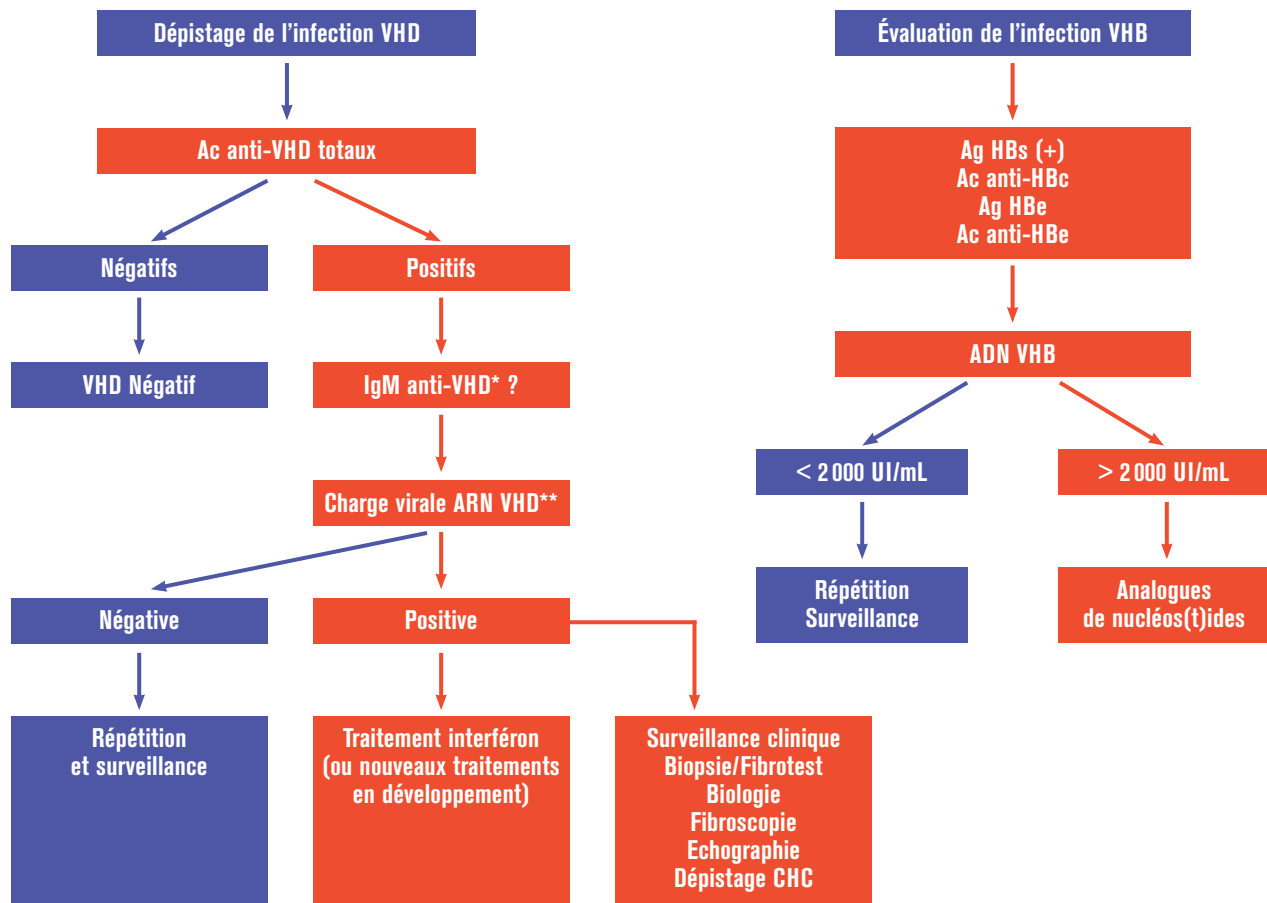 Dépistage de l’infection VHD
Ac anti-VHD totaux
Négatifs
Positifs
VHD Négatif
IgM anti-VHD* ?
Charge virale ARN VHD**
Négative
Positive
Répétition
et surveillance
Traitement interféron
(ou nouveaux traitements
en développement)
Surveillance clinique
Biopsie/Fibrotest
Biologie
Fibroscopie
Echographie
Dépistage CHC
Évaluation de l’infection VHB
Ag HBs (+)
Ac anti-HBc
Ag HBe
Ac anti-HBe
ADN VHB
< 2 000 UI/mL
> 2 000 UI/mL
Répétition
Surveillance
Analogues
de nucléos(t)ides